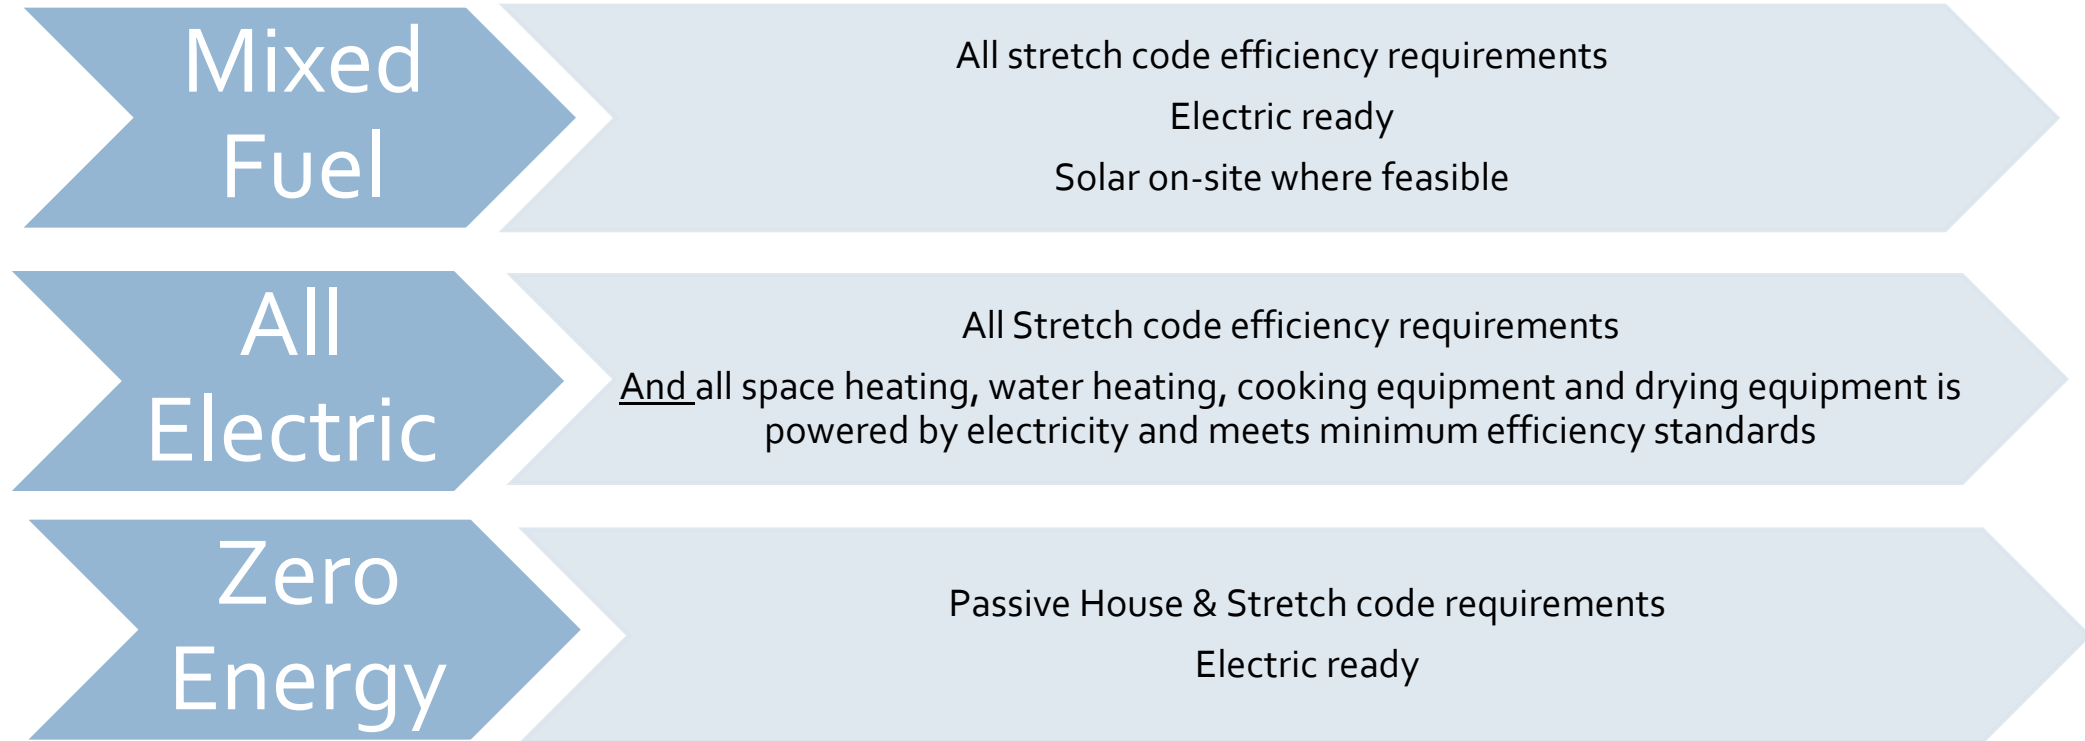 Mixed
Fuel
All stretch code efficiency requirements
Electric ready
Solar on-site where feasible
All
Electric
All Stretch code efficiency requirements
And all space heating, water heating, cooking equipment and drying equipment is
powered by electricity and meets minimum efficiency standards
Zero
Energy
Passive House & Stretch code requirements
Electric ready